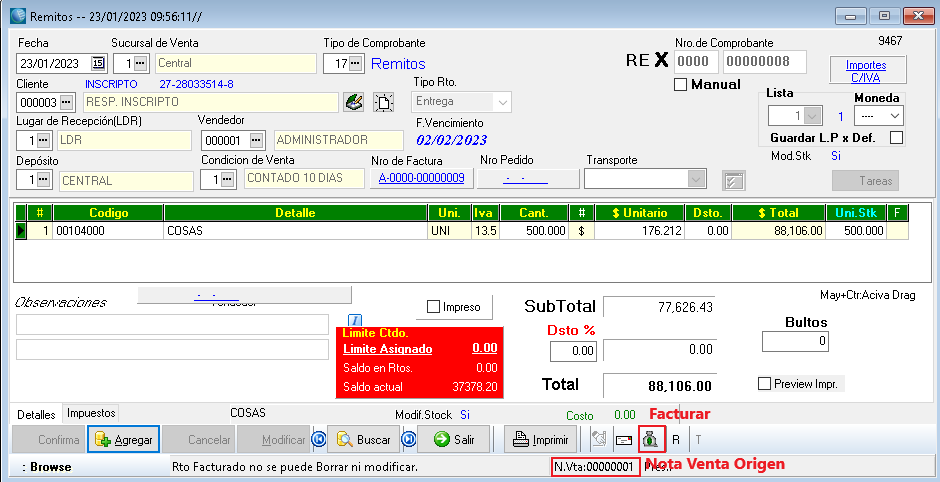 Remitos -- 23/01/2023 09:56:11//
Fecha Sucursal de Venta Tipo de Comprobante Nro.de Comprobante 9467
23/01/2023 15 1 Central 17 Remitos RE X 0000 00000008 Importes C/IVA
Cliente INSCRIPTO 27-28033514-8 Tipo Rto. Manual
000003 RESP. INSCRIPTO Entrega Lista Moneda
1 1 ----
Lugar de Recepción(LDR) Vendedor F.Vencimiento
1 LDR 000001 ADMINISTRADOR 02/02/2023 Guardar L.P x Def.
Depósito Condicion de Venta Nro de Factura Nro Pedido Transporte Mod.Stk Si
1 CENTRAL 1 CONTADO 10 DIAS A-0000-00000009 - - Tareas
# Codigo Detalle Uni. Iva Cant. # $ Unitario Dsto. $ Total Uni.Stk F
1 00104000 COSAS UNI 13.5 500.000 $ 176.212 0.00 88,106.00 500.000
Observaciones - - Impreso SubTotal 77,626.43 May+Ctr:Aciva Drag
Limite Ctdo. Dsto % Bultos
Limite Asignado 0.00 0.00 0.00 0
Saldo en Rtos. 0.00
Saldo actual 37378.20 Total 88,106.00 Preview Impr.
Detalles Impuestos COSAS Modif.Stock Si Costo 0.00 Facturar
Confirma Agregar Cancelar Modificar Buscar Salir Imprimir R T
: Browse Rto Facturado no se puede Borrar ni modificar. N.Vta:00000001 Nota Venta Origen